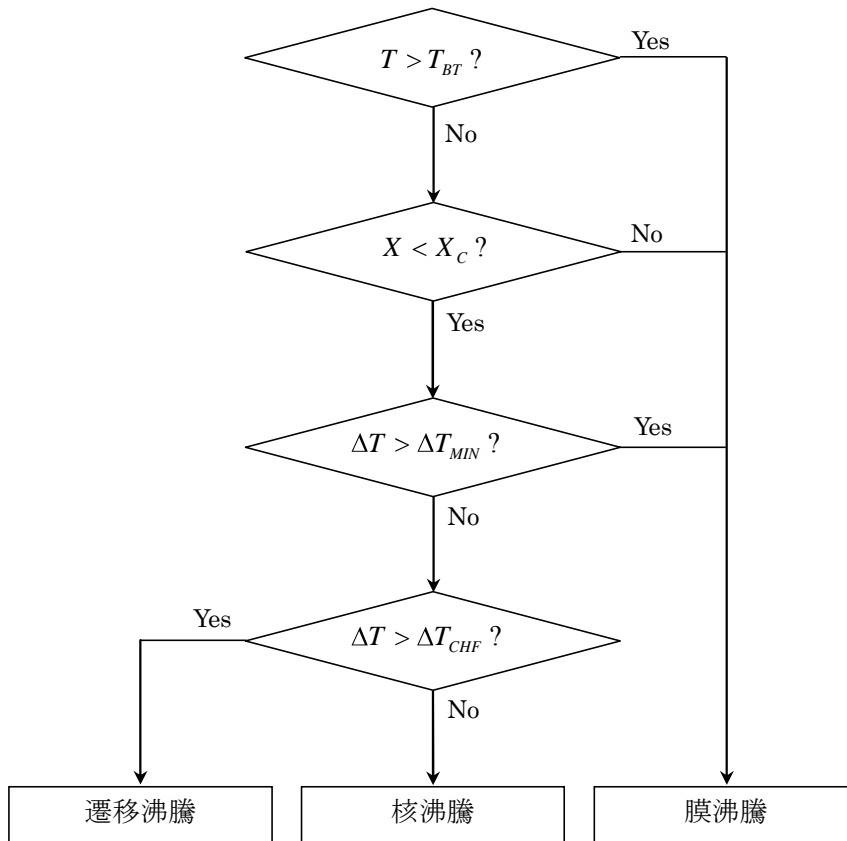 T > T_BT ?
Yes
No
X < X_C ?
No
Yes
ΔT > ΔT_MIN ?
Yes
No
ΔT > ΔT_CHF ?
Yes
No
遷移沸騰
核沸騰
膜沸騰